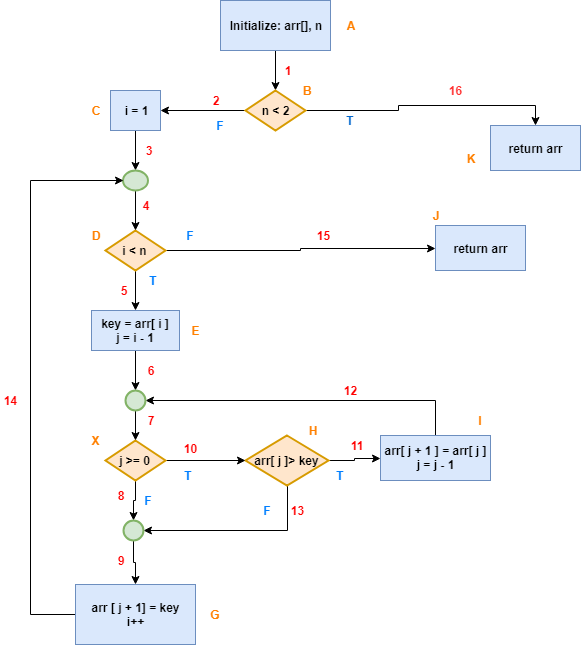 Initialize: arr[], n
A
1
B
2
16
C
i = 1
n < 2
F
T
3
return arr
K
14
4
J
D
F
15
i < n
return arr
5
T
key = arr[ i ]
j = i - 1
E
6
12
7
I
H
X
10
11
arr[ j + 1 ] = arr[ j ]
j = j - 1
j >= 0
arr[ j ]> key
T
T
8
F
F
13
9
arr [ j + 1] = key
i++
G